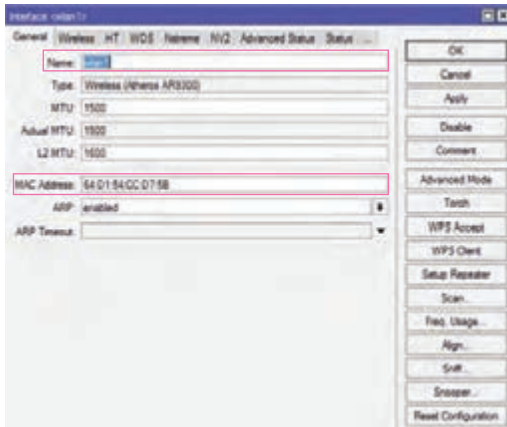 Interface <wlan1>
General Wireless HT WDS Nstreme NV2 Advanced Status Status ...
Name: wlan1
Type: Wireless (Atheros AR9300)
MTU: 1500
Actual MTU: 1500
L2 MTU: 1600
MAC Address: 64:D1:54:CC:D7:5B
ARP: enabled
ARP Timeout:
OK
Cancel
Apply
Disable
Comment
Advanced Mode
Torch
WPS Accept
WPS Client
Setup Repeater
Scan...
Freq. Usage...
Align...
Sniff...
Snooper...
Reset Configuration